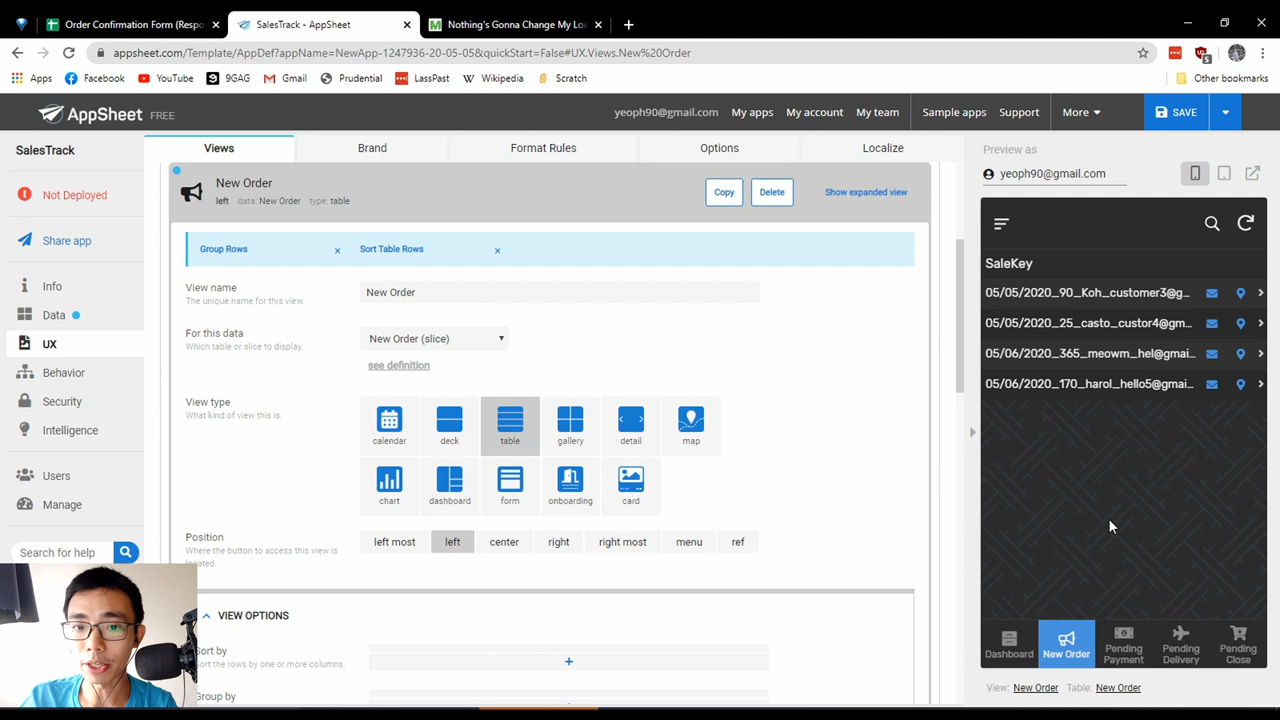 Order Confirmation Form (Respo
SalesTrack - AppSheet
Nothing's Gonna Change My Lov
appsheet.com/Template/AppDef?appName=NewApp-1247936-20-05-05&quickStart=False#UX.Views.New%20Order
Apps
Facebook
YouTube
9GAG
Gmail
Prudential
LassPast
Wikipedia
Scratch
Other bookmarks
AppSheet FREE
yeoph90@gmail.com
My apps
My account
My team
Sample apps
Support
More
SAVE
SalesTrack
Not Deployed
Share app
Info
Data
UX
Behavior
Security
Intelligence
Users
Manage
Search for help
Views
Brand
Format Rules
Options
Localize
New Order
left data: New Order type: table
Copy
Delete
Show expanded view
Group Rows ×
Sort Table Rows ×
View name
The unique name for this view.
New Order
For this data
Which table or slice to display.
New Order (slice)
see definition
View type
What kind of view this is.
calendar
deck
table
gallery
detail
map
chart
dashboard
form
onboarding
card
Position
Where the button to access this view is
located.
left most
left
center
right
right most
menu
ref
VIEW OPTIONS
Sort by
Sort the rows by one or more columns.
+
Group by
Preview as
yeoph90@gmail.com
SaleKey
05/05/2020_90_Koh_customer3@g...
05/05/2020_25_casto_custor4@gm...
05/06/2020_365_meowm_hel@gmai...
05/06/2020_170_harol_hello5@gmai...
Dashboard
New Order
Pending
Payment
Pending
Delivery
Pending
Close
View: New Order Table: New Order